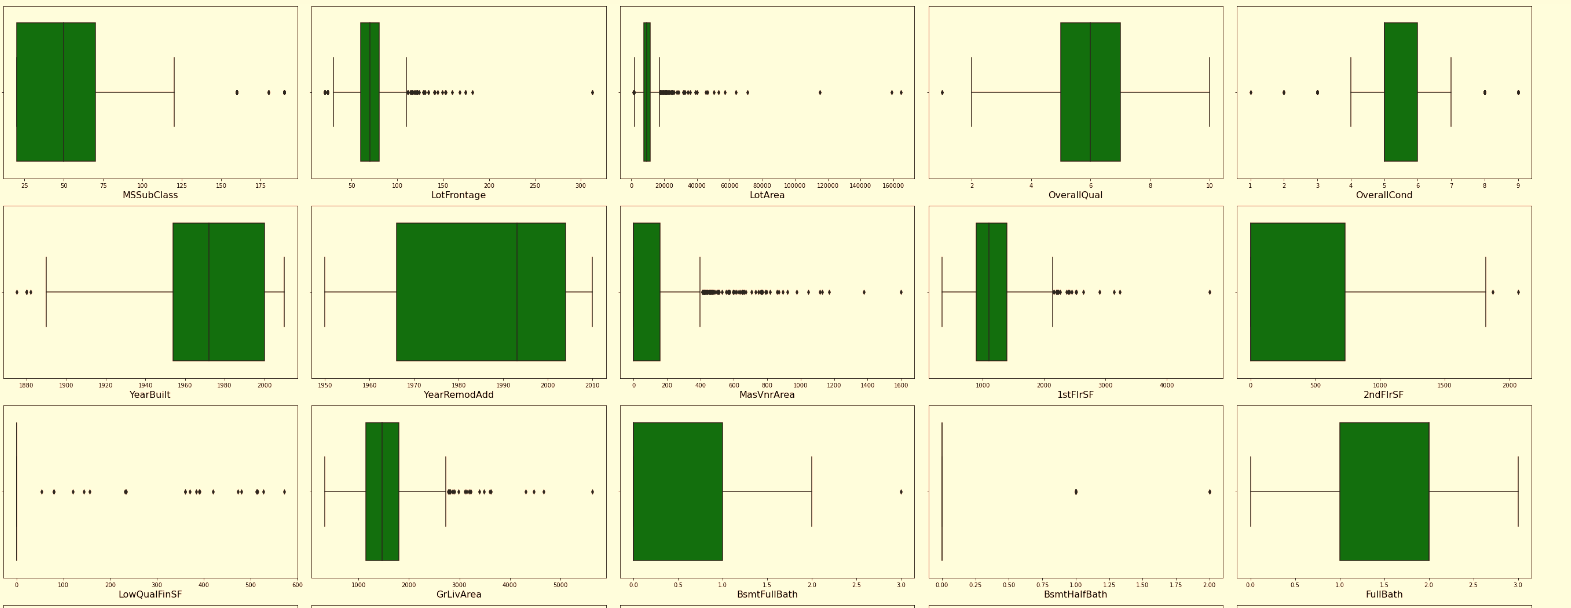 25 50 75 100 125 150 175
MSSubClass
50 100 150 200 250 300
LotFrontage
0 20000 40000 60000 80000 100000 120000 140000 160000
LotArea
2 4 6 8 10
OverallQual
1 2 3 4 5 6 7 8 9
OverallCond
1880 1900 1920 1940 1960 1980 2000
YearBuilt
1950 1960 1970 1980 1990 2000 2010
YearRemodAdd
0 200 400 600 800 1000 1200 1400 1600
MasVnrArea
1000 2000 3000 4000
1stFlrSF
0 500 1000 1500 2000
2ndFlrSF
0 100 200 300 400 500 600
LowQualFinSF
1000 2000 3000 4000 5000
GrLivArea
0.0 0.5 1.0 1.5 2.0 2.5 3.0
BsmtFullBath
0.00 0.25 0.50 0.75 1.00 1.25 1.50 1.75 2.00
BsmtHalfBath
0.0 0.5 1.0 1.5 2.0 2.5 3.0
FullBath